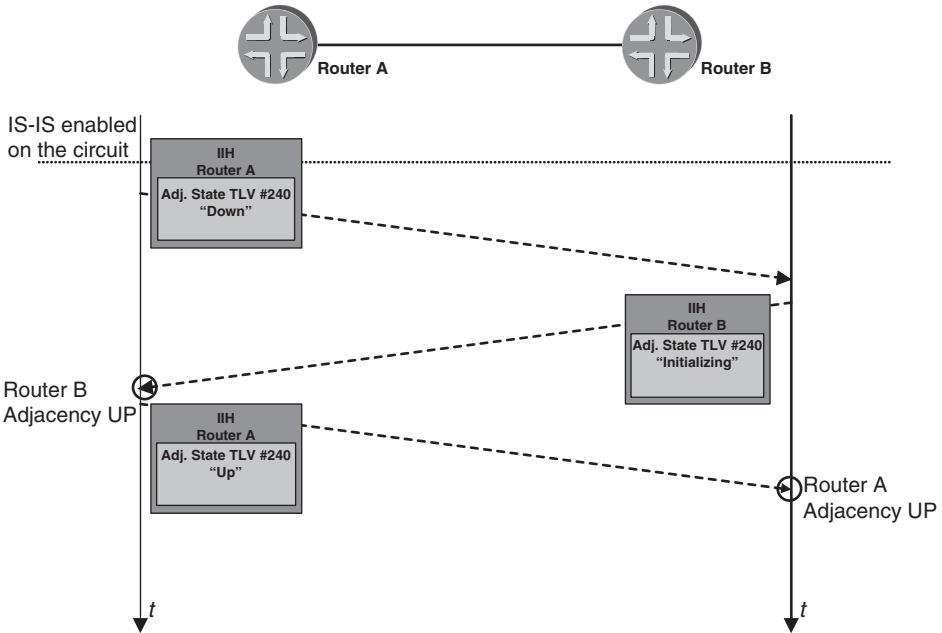 Router A
Router B
IS-IS enabled
on the circuit
IIH
Router A
Adj. State TLV #240
“Down”
IIH
Router B
Adj. State TLV #240
“Initializing”
Router B
Adjacency UP
IIH
Router A
Adj. State TLV #240
“Up”
Router A
Adjacency UP
t
t